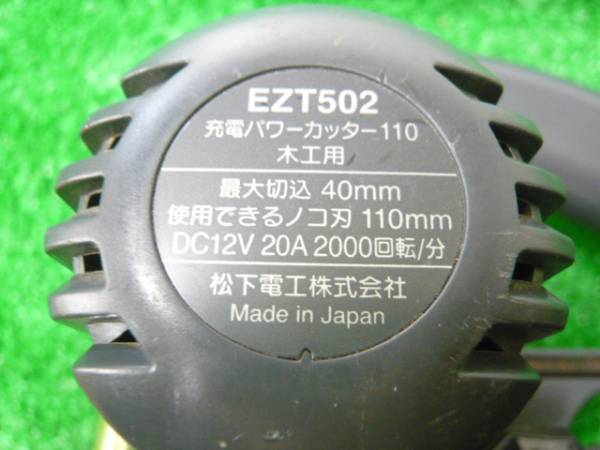 EZT502
充電パワーカッター110
木工用
最大切込 40mm
使用できるノコ刃 110mm
DC12V 20A 2000回転/分
松下電工株式会社
Made in Japan